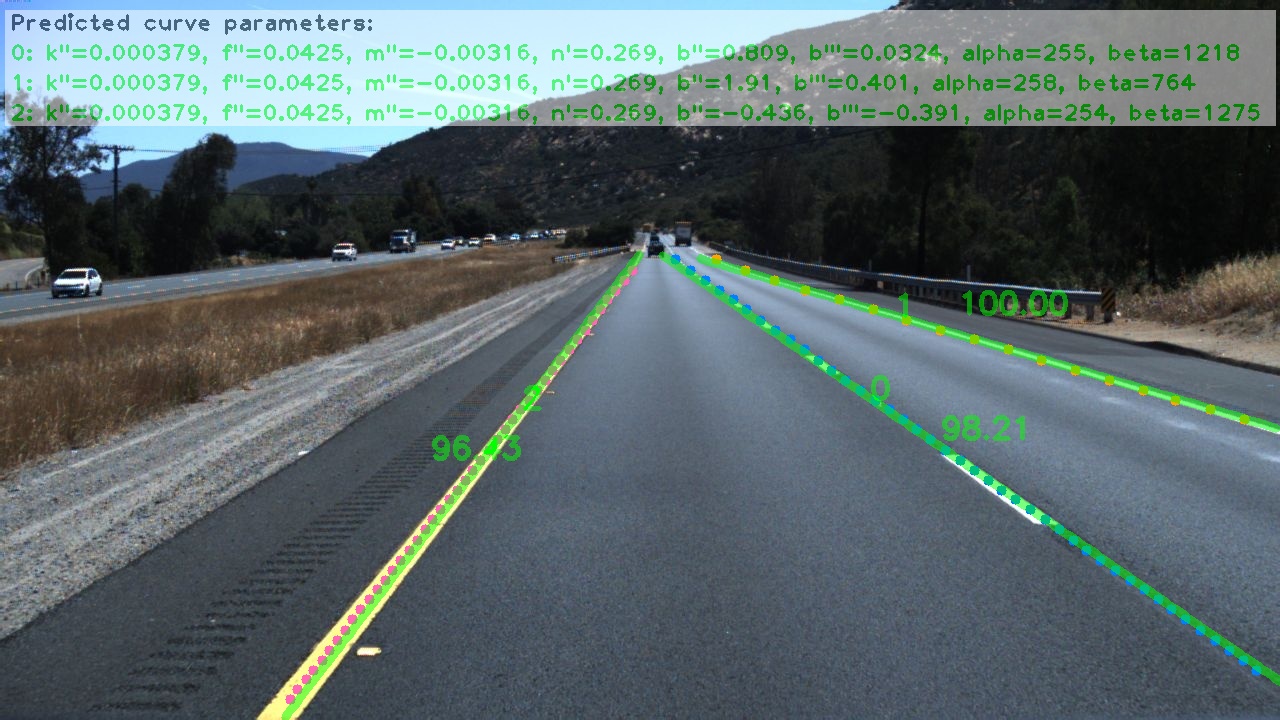 Predicted curve parameters:
0: k''=0.000379, f''=0.0425, m''=−0.00316, n'=0.269, b''=0.809, b'''=0.0324, alpha=255, beta=1218
1: k''=0.000379, f''=0.0425, m''=−0.00316, n'=0.269, b''=1.91, b'''=0.401, alpha=258, beta=764
2: k''=0.000379, f''=0.0425, m''=−0.00316, n'=0.269, b''=−0.436, b'''=−0.391, alpha=254, beta=1275
1 100.00
0
2
98.21